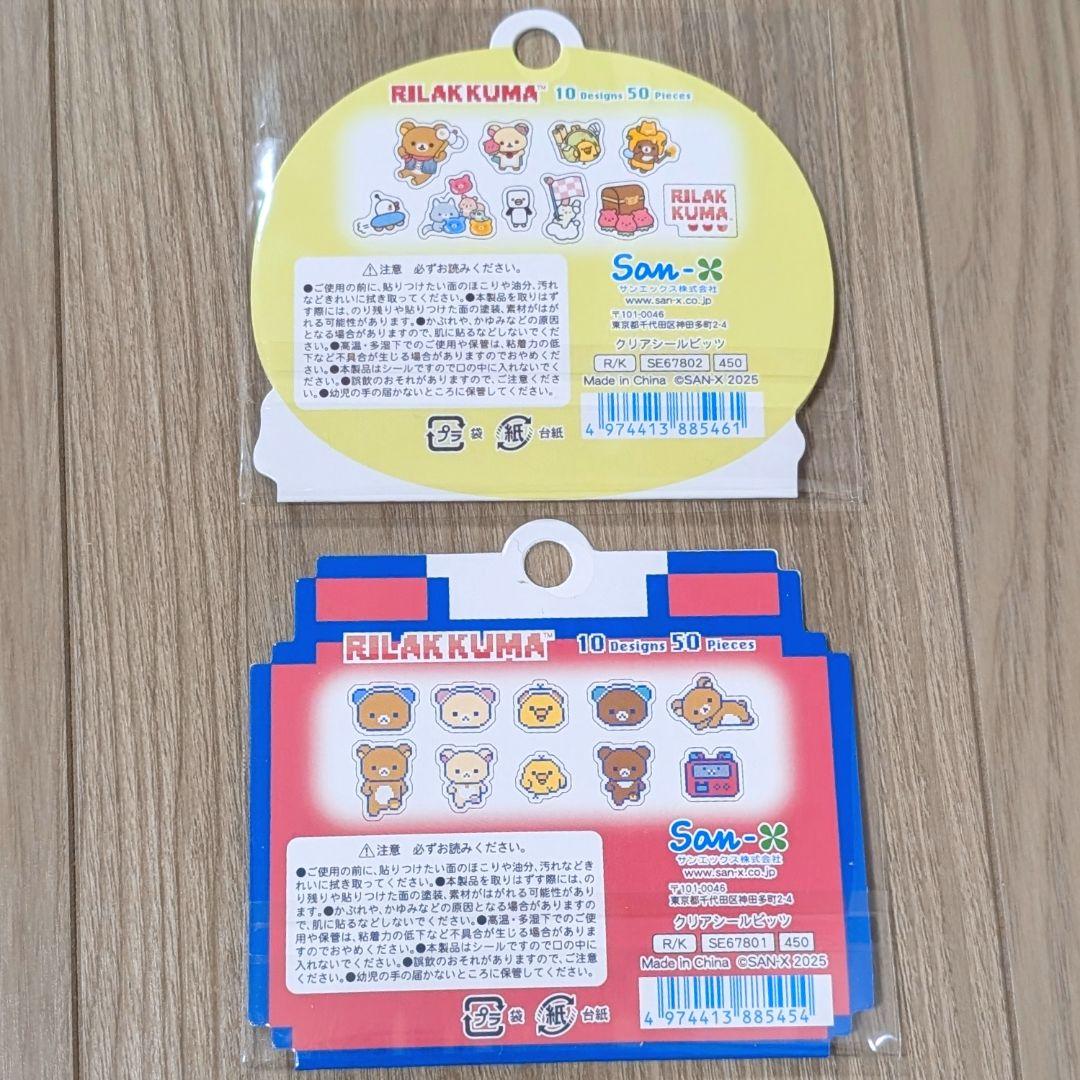 RILAKKUMA™ 10 Designs 50 Pieces
RILAK
KUMA™
⚠注意 必ずお読みください。
●ご使用の前に、貼りつけたい面のほこりや油分、汚れ
などきれいに拭き取ってください。●本製品を取りはず
す際には、のり残りや貼りつけた面の塗装、素材がはが
れる可能性があります。●かぶれや、かゆみなどの原因
となる場合がありますので、肌に貼るなどしないでくだ
さい。●高温・多湿下でのご使用や保管は、粘着力の低
下など不具合が生じる場合がありますのでおやめくだ
さい。●本製品はシールですので口の中に入れないでく
ださい。●誤飲のおそれがありますので、ご注意くださ
い。●幼児の手の届かないところに保管してください。
プラ 袋 紙 台紙
San-X
サンエックス株式会社
www.san-x.co.jp
〒101-0046
東京都千代田区神田多町2-4
クリアシールビッツ
R/K SE67802 450
Made in China ©SAN-X 2025
4 974413 885461
RILAKKUMA™ 10 Designs 50 Pieces
⚠注意 必ずお読みください。
●ご使用の前に、貼りつけたい面のほこりや油分、汚れなどき
れいに拭き取ってください。●本製品を取りはずす際には、の
り残りや貼りつけた面の塗装、素材がはがれる可能性がありま
す。●かぶれや、かゆみなどの原因となる場合がありますの
で、肌に貼るなどしないでください。●高温・多湿下でのご使
用や保管は、粘着力の低下など不具合が生じる場合がありま
すのでおやめください。●本製品はシールですので口の中に
入れないでください。●誤飲のおそれがありますので、ご注意
ください。●幼児の手の届かないところに保管してください。
プラ 袋 紙 台紙
San-X
サンエックス株式会社
www.san-x.co.jp
〒101-0046
東京都千代田区神田多町2-4
クリアシールビッツ
R/K SE67801 450
Made in China ©SAN-X 2025
4 974413 885454